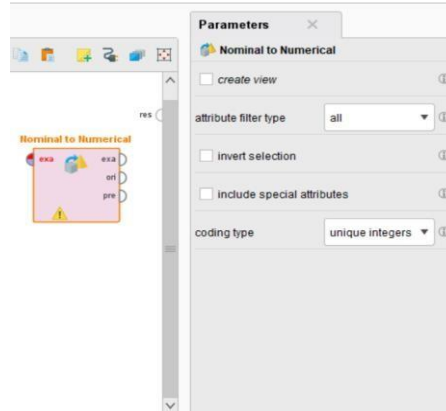 Parameters
Nominal to Numerical
create view
res
attribute filter type
all
Nominal to Numerical
exa
exa
invert selection
ori
pre
include special attributes
coding type
unique integers